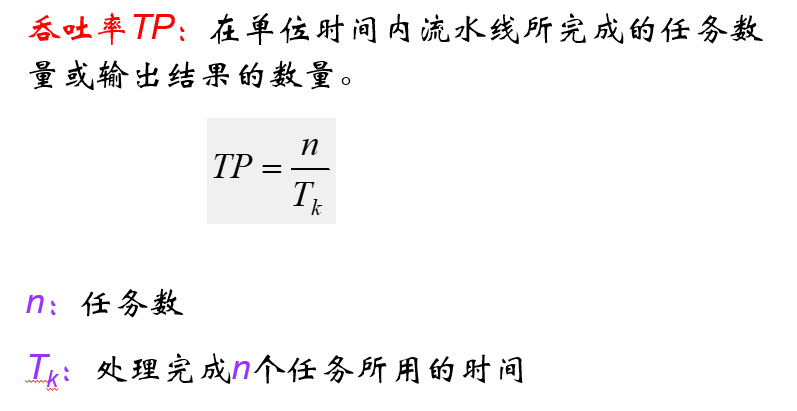 吞吐率TP：在单位时间内流水线所完成的任务数
量或输出结果的数量。
TP = n / T_k
n：任务数
T_k：处理完成n个任务所用的时间